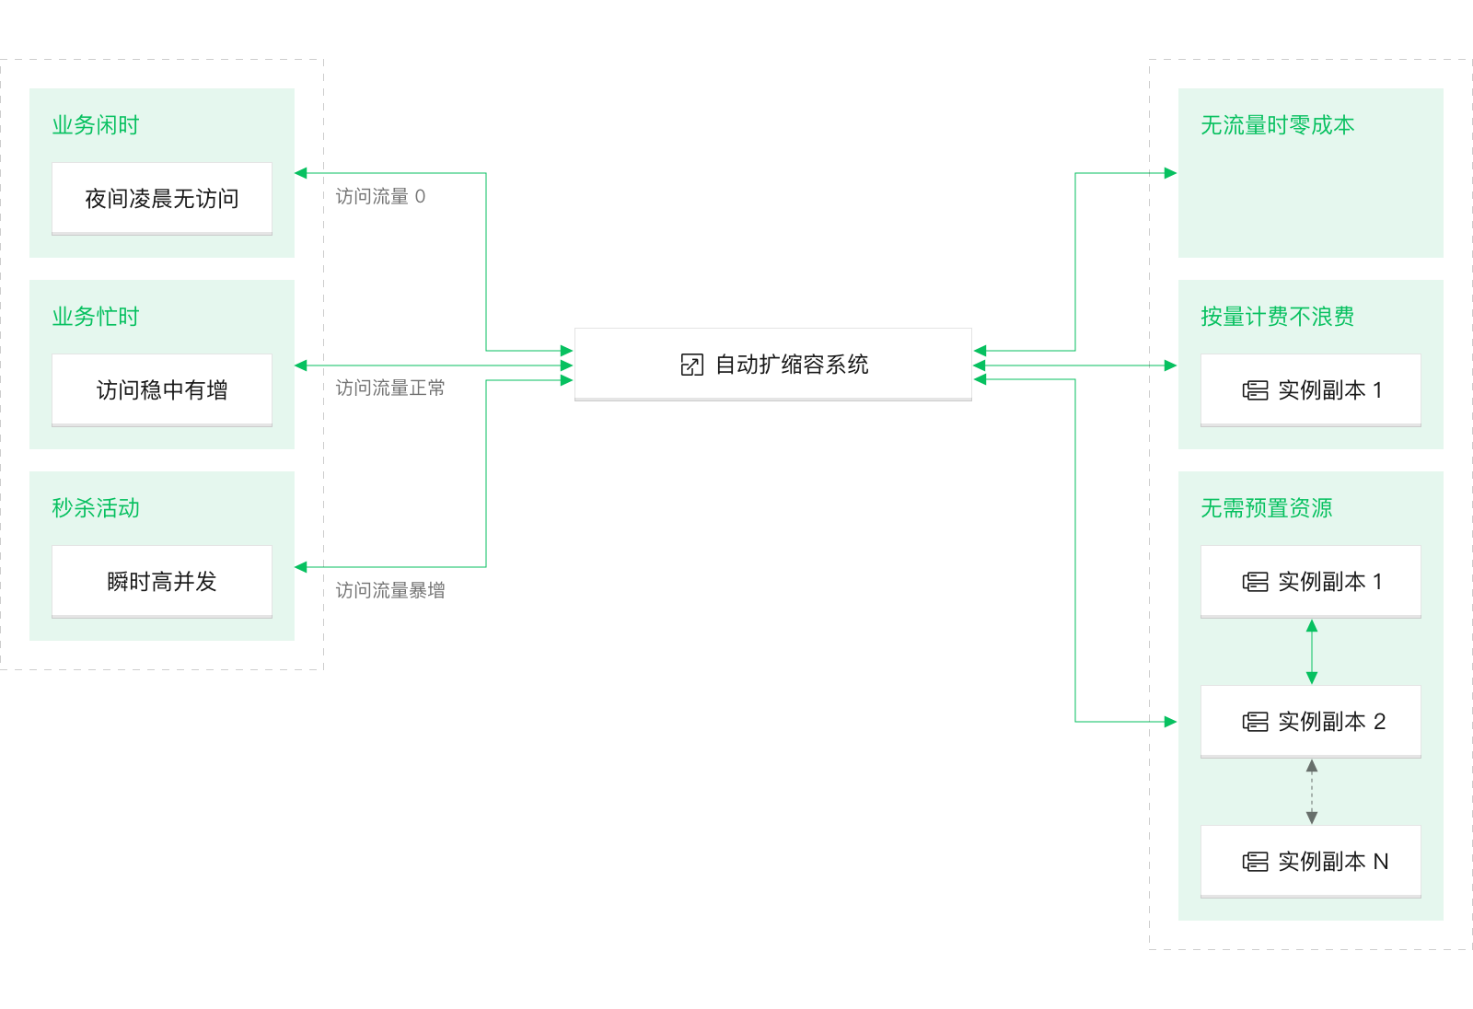 业务闲时
夜间凌晨无访问
访问流量 0
业务忙时
访问稳中有增
访问流量正常
秒杀活动
瞬时高并发
访问流量暴增
自动扩缩容系统
无流量时零成本
按量计费不浪费
实例副本 1
无需预置资源
实例副本 1
实例副本 2
实例副本 N